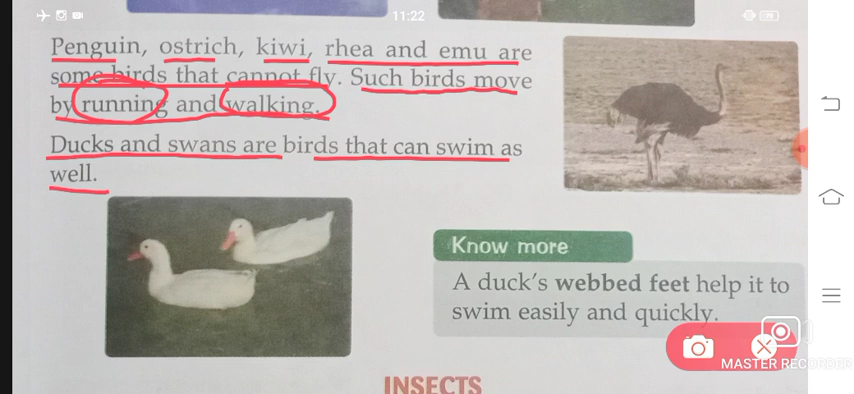 11:22
Penguin, ostrich, kiwi, rhea and emu are
some birds that cannot fly. Such birds move
by running and walking.
Ducks and swans are birds that can swim as
well.
Know more
A duck's webbed feet help it to
swim easily and quickly.
MASTER RECORDER
INSECTS